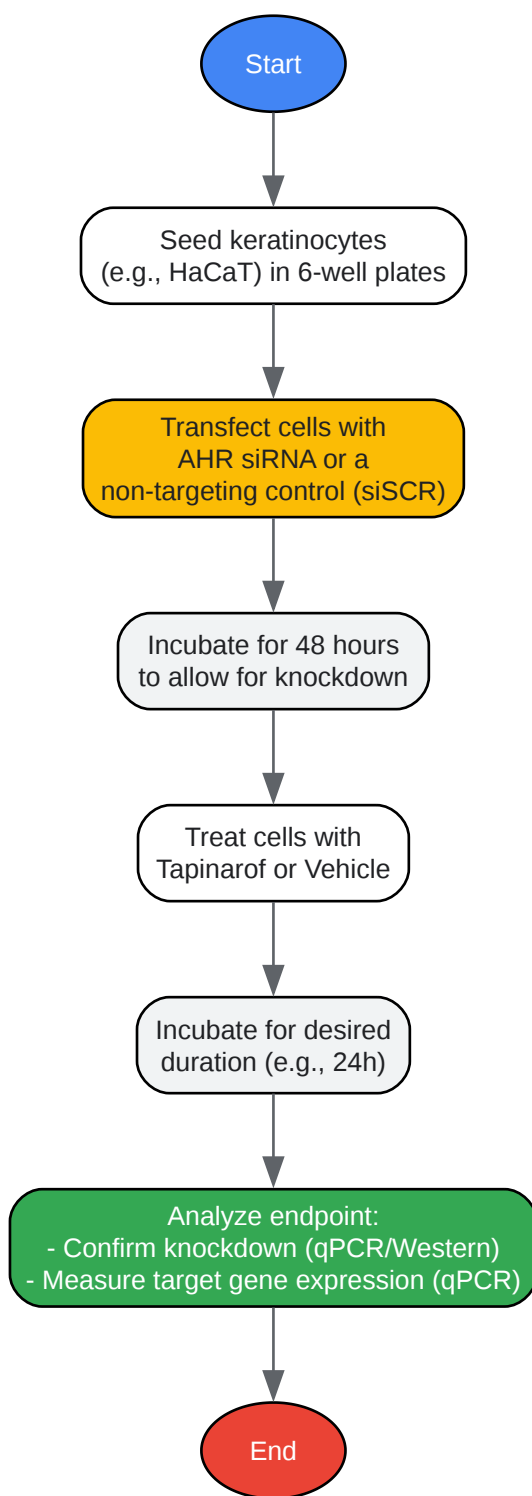 Start
Seed keratinocytes
(e.g., HaCaT) in 6-well plates
Transfect cells with
AHR siRNA or a
non-targeting control (siSCR)
Incubate for 48 hours
to allow for knockdown
Treat cells with
Tapinarof or Vehicle
Incubate for desired
duration (e.g., 24h)
Analyze endpoint:
- Confirm knockdown (qPCR/Western)
- Measure target gene expression (qPCR)
End